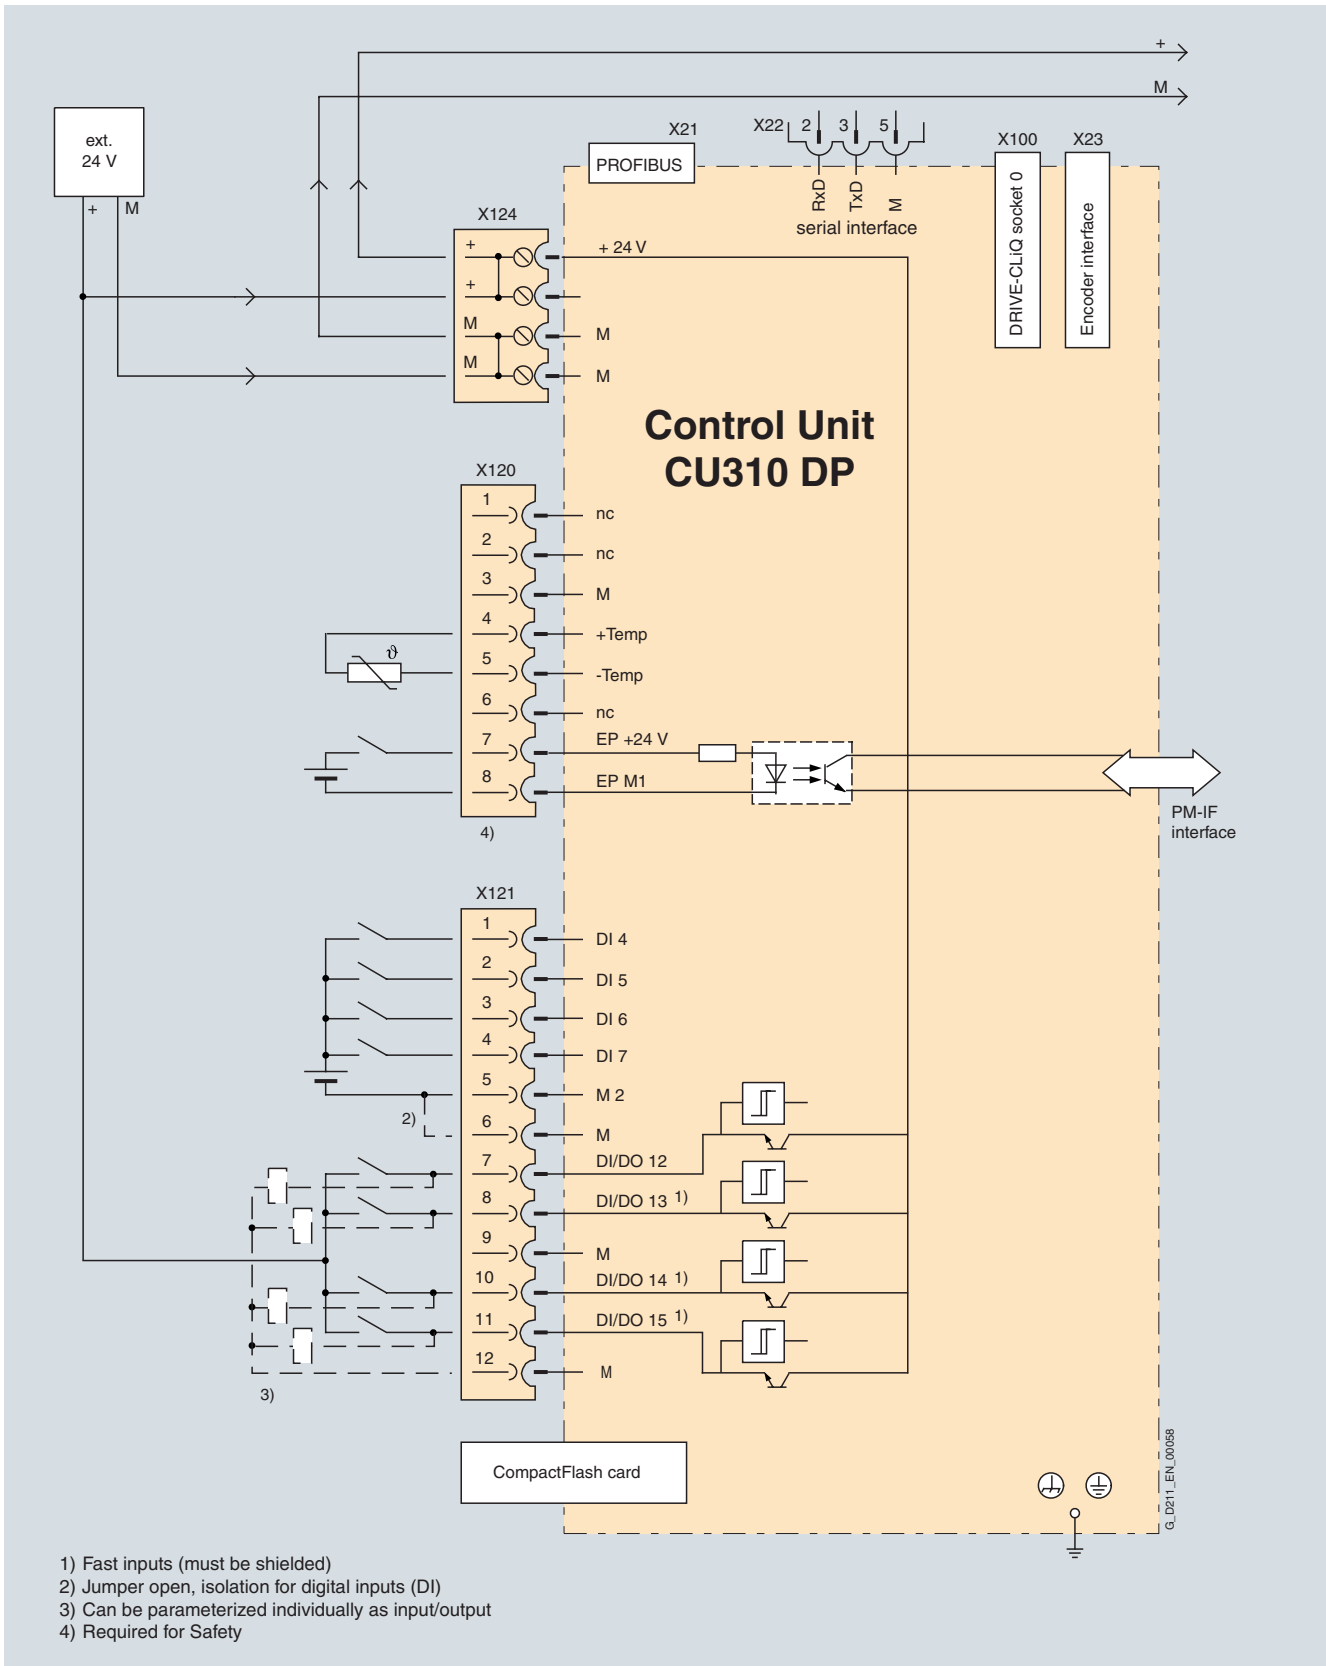 +
M
ext.
24 V
+ M
X21
PROFIBUS
X22 2 3 5
RxD
TxD
M
serial interface
X100
DRIVE-CLiQ socket 0
X23
Encoder interface
X124
+
+ 24 V
+
M
M
M
M
Control Unit
CU310 DP
X120
1
nc
2
nc
3
M
4
+Temp
ϑ
5
-Temp
6
nc
7
EP +24 V
8
EP M1
4)
PM-IF
interface
X121
1
DI 4
2
DI 5
3
DI 6
4
DI 7
5
M 2
2)
6
M
7
DI/DO 12
8
DI/DO 13 1)
9
M
10
DI/DO 14 1)
11
DI/DO 15 1)
12
M
3)
CompactFlash card
G_D211_EN_00058
1) Fast inputs (must be shielded)
2) Jumper open, isolation for digital inputs (DI)
3) Can be parameterized individually as input/output
4) Required for Safety